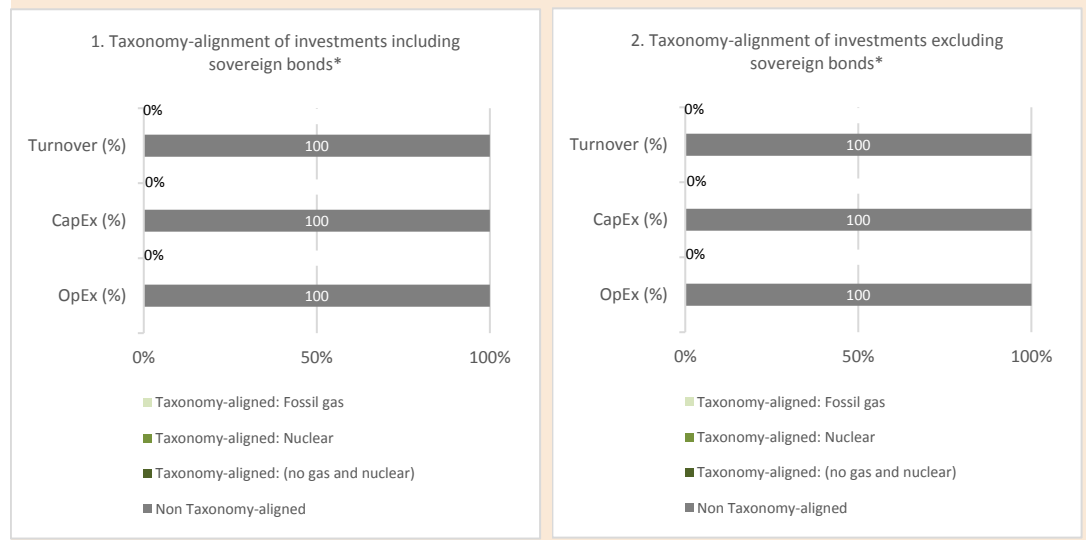 1. Taxonomy-alignment of investments including
sovereign bonds*
0%
Turnover (%)
100
0%
CapEx (%)
100
0%
OpEx (%)
100
0%
50%
100%
Taxonomy-aligned: Fossil gas
Taxonomy-aligned: Nuclear
Taxonomy-aligned: (no gas and nuclear)
Non Taxonomy-aligned
2. Taxonomy-alignment of investments excluding
sovereign bonds*
0%
Turnover (%)
100
0%
CapEx (%)
100
0%
OpEx (%)
100
0%
50%
100%
Taxonomy-aligned: Fossil gas
Taxonomy-aligned: Nuclear
Taxonomy-aligned: (no gas and nuclear)
Non Taxonomy-aligned